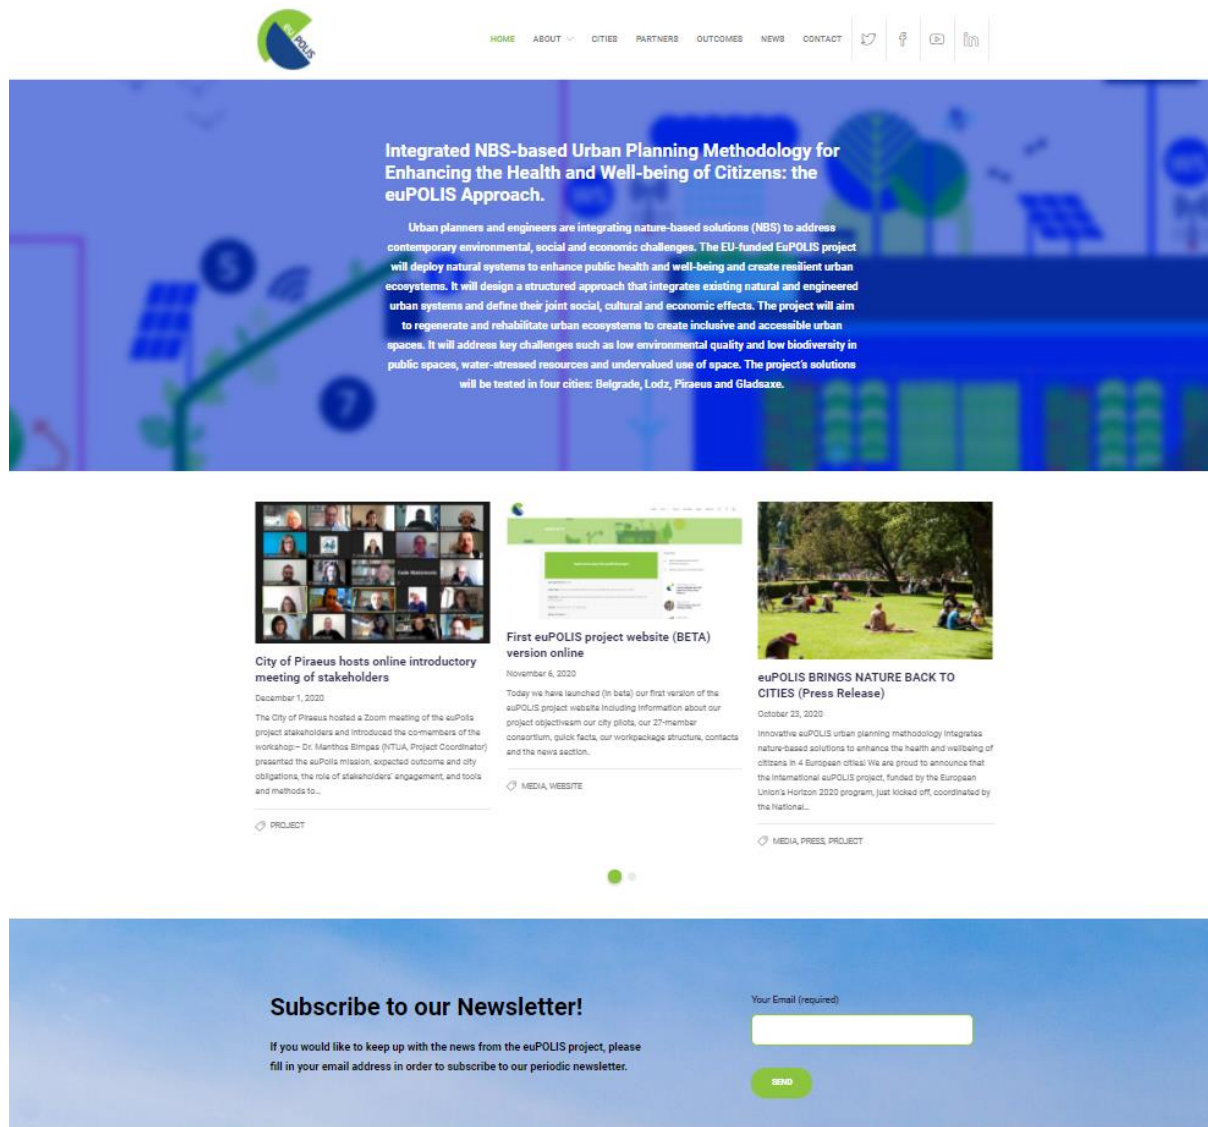 eu POLIS
HOME ABOUT CITIES PARTNERS OUTCOMES NEWS CONTACT
Integrated NBS-based Urban Planning Methodology for
Enhancing the Health and Well-being of Citizens: the
euPOLIS Approach.
Urban planners and engineers are integrating nature-based solutions (NBS) to address
contemporary environmental, social and economic challenges. The EU-funded EuPOLIS project
will deploy natural systems to enhance public health and well-being and create resilient urban
ecosystems. It will design a structured approach that integrates existing natural and engineered
urban systems and define their joint social, cultural and economic effects. The project will aim
to regenerate and rehabilitate urban ecosystems to create inclusive and accessible urban
spaces. It will address key challenges such as low environmental quality and low biodiversity in
public spaces, water-stressed resources and undervalued use of space. The project's solutions
will be tested in four cities: Belgrade, Lodz, Piraeus and Gladsaxe.
5
7
City of Piraeus hosts online introductory
meeting of stakeholders
December 1, 2020
The City of Piraeus hosted a Zoom meeting of the euPolis
project stakeholders and introduced the co-members of the
workshop:– Dr. Manthos Bimpas (NTUA, Project Coordinator)
presented the euPolis mission, expected outcome and city
obligations, the role of stakeholders' engagement, and tools
and methods to...
PROJECT
First euPOLIS project website (BETA)
version online
November 6, 2020
Today we have launched (in beta) our first version of the
euPOLIS project website including information about our
project objectivesm our city pilots, our 27-member
consortium, quick facts, our workpackage structure, contacts
and the news section.
MEDIA, WEBSITE
euPOLIS BRINGS NATURE BACK TO
CITIES (Press Release)
October 23, 2020
Innovative euPOLIS urban planning methodology integrates
nature-based solutions to enhance the health and wellbeing of
citizens in 4 European cities! We are proud to announce that
the international euPOLIS project, funded by the European
Union's Horizon 2020 program, just kicked off, coordinated by
the National...
MEDIA, PRESS, PROJECT
Subscribe to our Newsletter!
If you would like to keep up with the news from the euPOLIS project, please
fill in your email address in order to subscribe to our periodic newsletter.
Your Email (required)
SEND